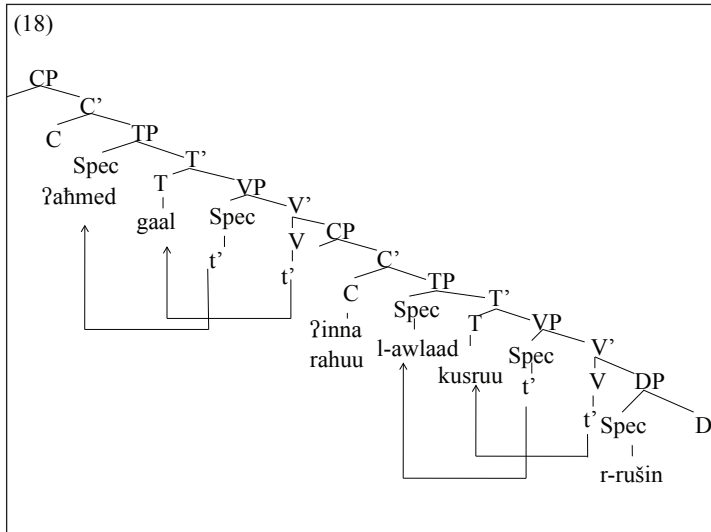 (18)
CP
C'
C TP
Spec T'
ʔaħmed T VP
gaal Spec V'
t' V CP
t' C'
C TP
ʔinna Spec T'
rahuu l-awlaad T VP
kusruu Spec V'
t' V DP
t' Spec D
r-rušin